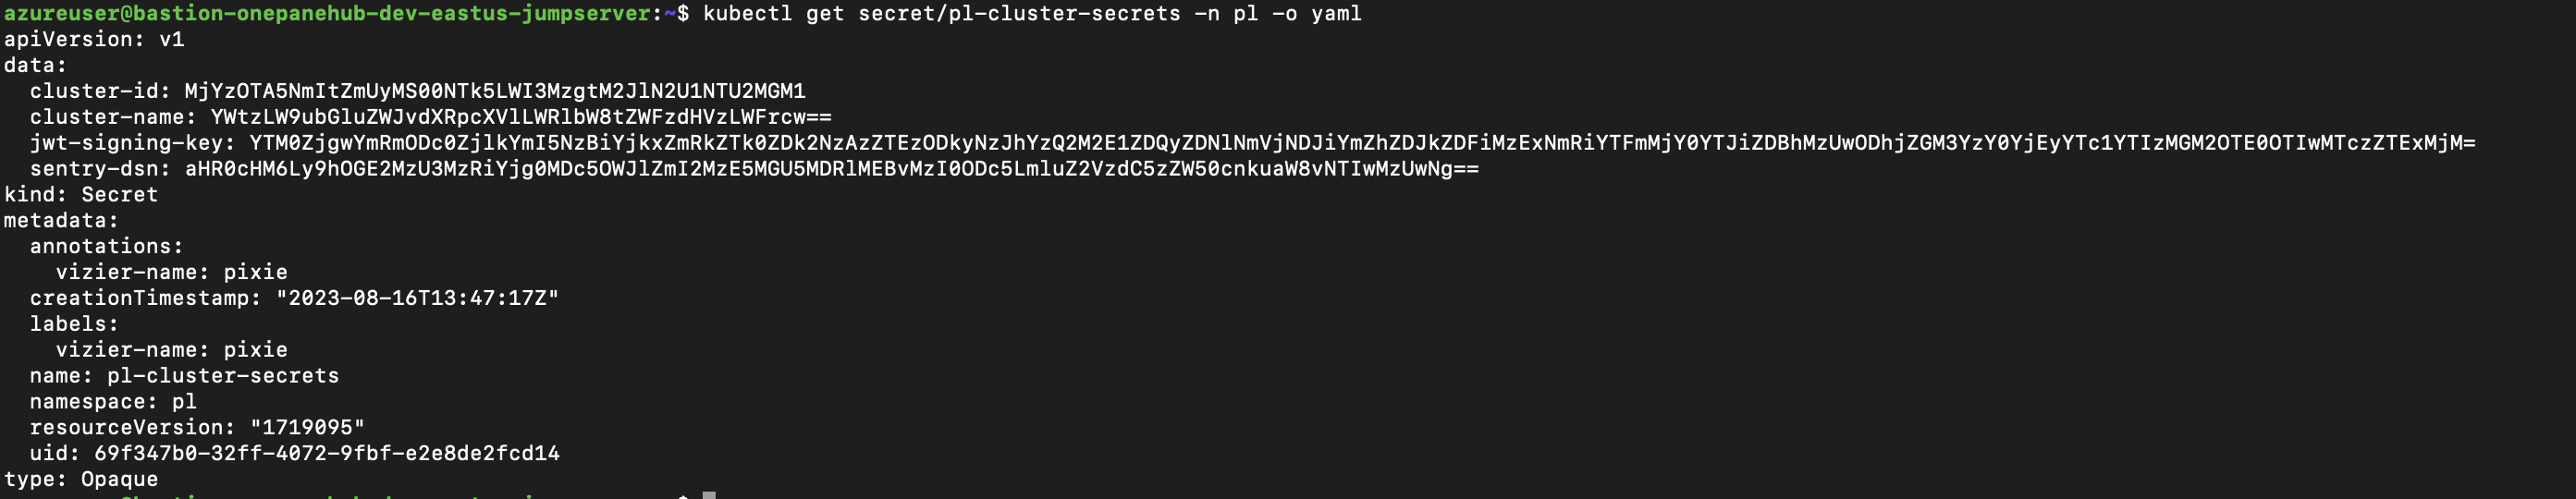 azureuser@bastion-onepanehub-dev-eastus-jumpserver:~$ kubectl get secret/pl-cluster-secrets -n pl -o yaml
apiVersion: v1
data:
  cluster-id: MjYzOTA5NmItZmUyMS00NTk5LWI3MzgtM2JlN2U1NTU2MGM1
  cluster-name: YWtzLW9ubGluZWJvdXRpcXVlLWRlbW8tZWFzdHVzLWFrcw==
  jwt-signing-key: YTM0ZjgwYmRmODc0ZjlkYmI5NzBiYjkxZmRkZTk0ZDk2NzAzZTEzODkyNzJhYzQ2M2E1ZDQyZDNlNmVjNDJiYmZhZDJkZDFiMzExNmRiYTFmMjY0YTJiZDBhMzUwODhjZGM3YzY0YjEyYTc1YTIzMGM2OTE0OTIwMTczZTExMjM=
  sentry-dsn: aHR0cHM6Ly9hOGE2MzU3MzRiYjg0MDc5OWJlZmI2MzE5MGU5MDRlMEBvMzI0ODc5LmluZ2VzdC5zZW50cnkuaW8vNTIwMzUwNg==
kind: Secret
metadata:
  annotations:
    vizier-name: pixie
  creationTimestamp: "2023-08-16T13:47:17Z"
  labels:
    vizier-name: pixie
  name: pl-cluster-secrets
  namespace: pl
  resourceVersion: "1719095"
  uid: 69f347b0-32ff-4072-9fbf-e2e8de2fcd14
type: Opaque